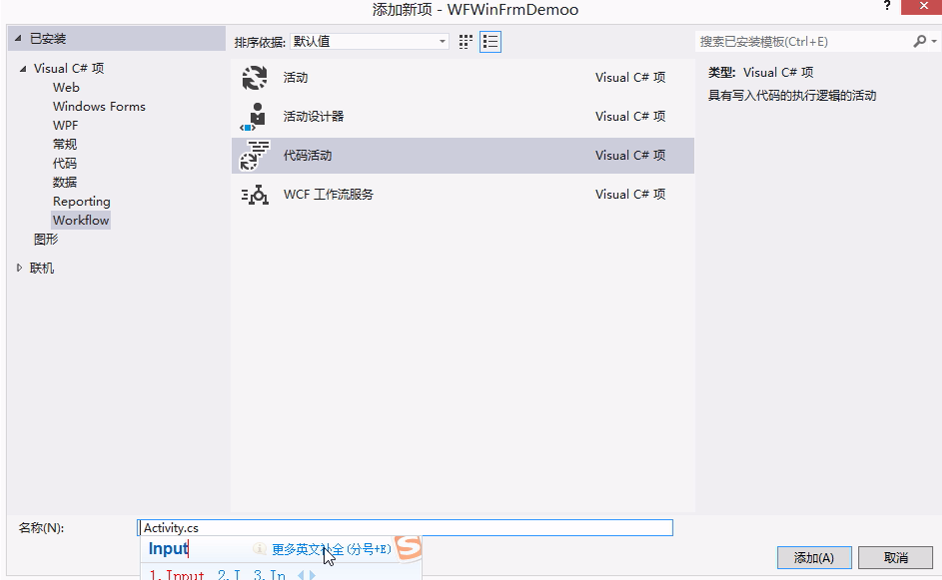 添加新项 - WFWinFrmDemoo
?
已安装
排序依据: 默认值
搜索已安装模板(Ctrl+E)
Visual C# 项
Web
Windows Forms
WPF
常规
代码
数据
Reporting
Workflow
图形
联机
活动 Visual C# 项
活动设计器 Visual C# 项
代码活动 Visual C# 项
WCF 工作流服务 Visual C# 项
类型: Visual C# 项
具有写入代码的执行逻辑的活动
名称(N): Activity.cs
Input 更多英文补全(分号+E)
1.Input 2.I 3.In
添加(A) 取消